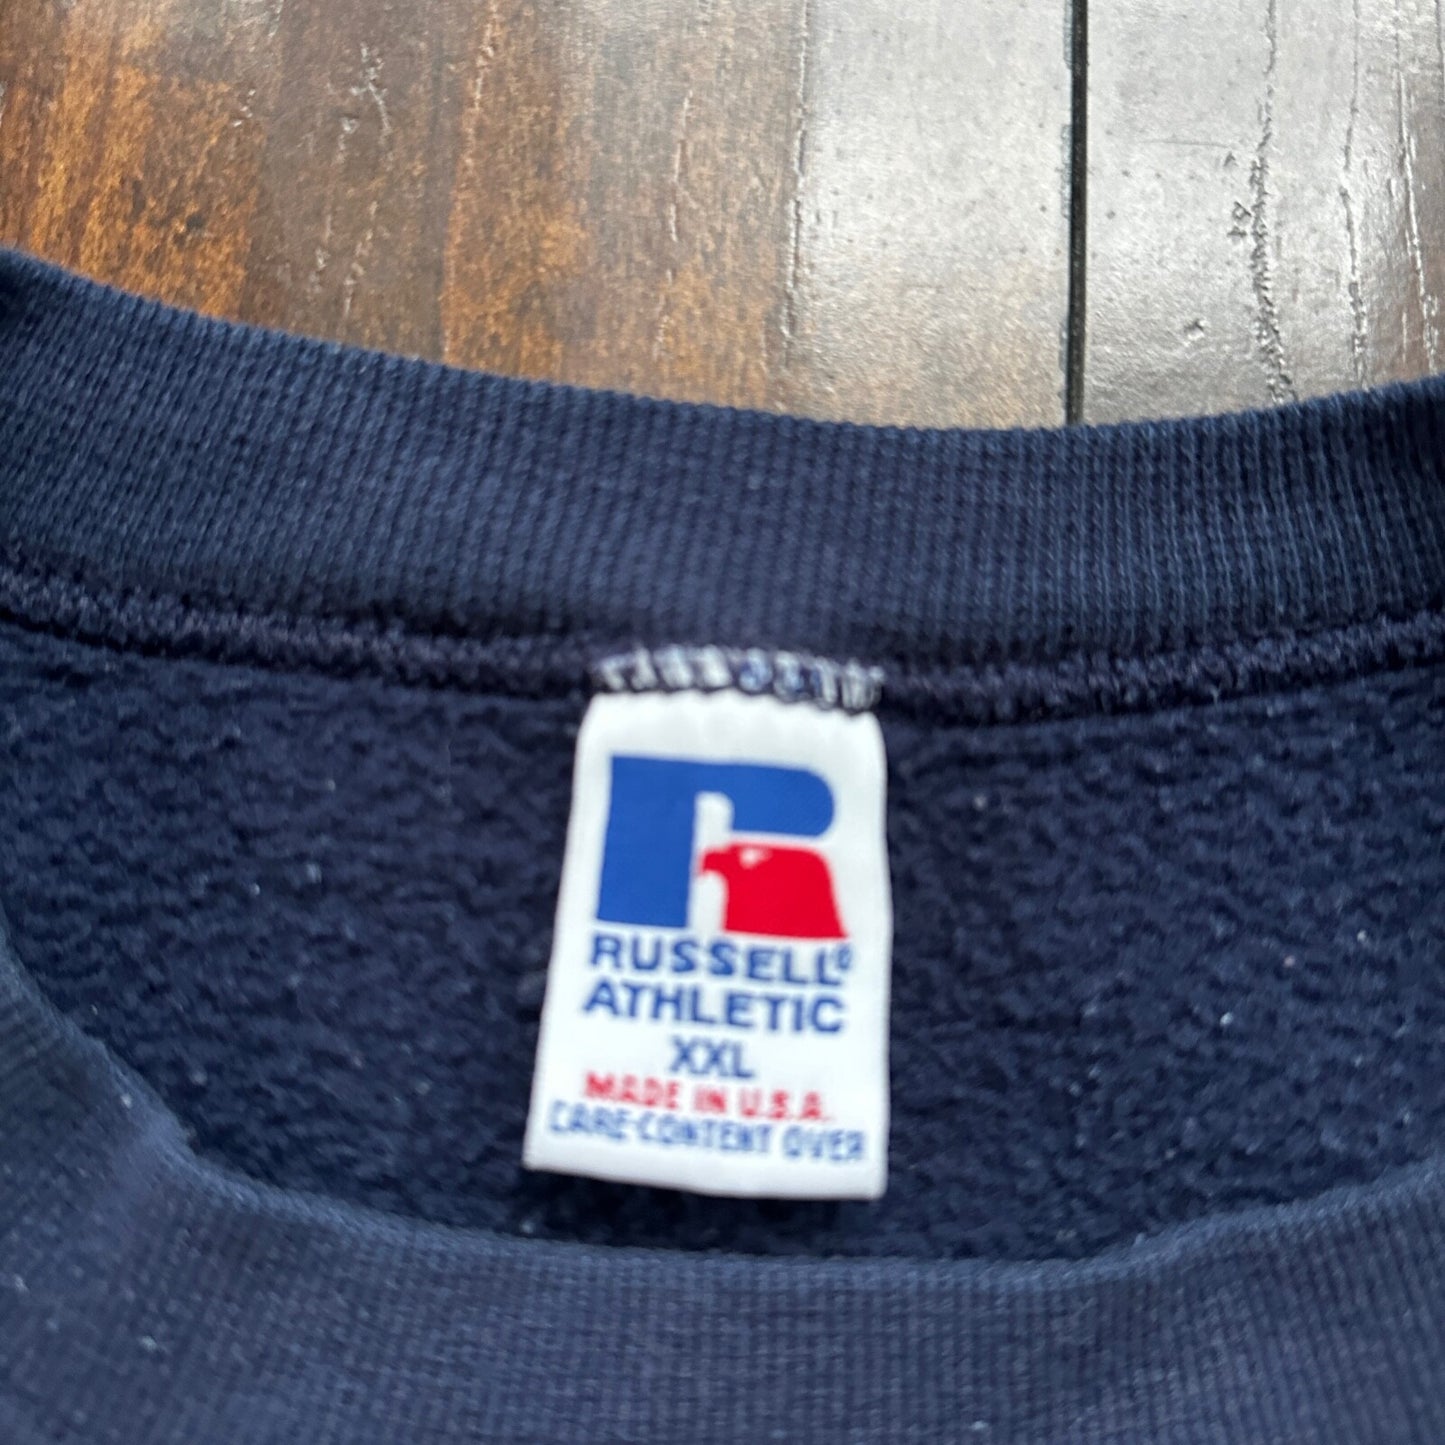 RUSSELL®
ATHLETIC
XXL
MADE IN U.S.A.
CARE-CONTENT OVER